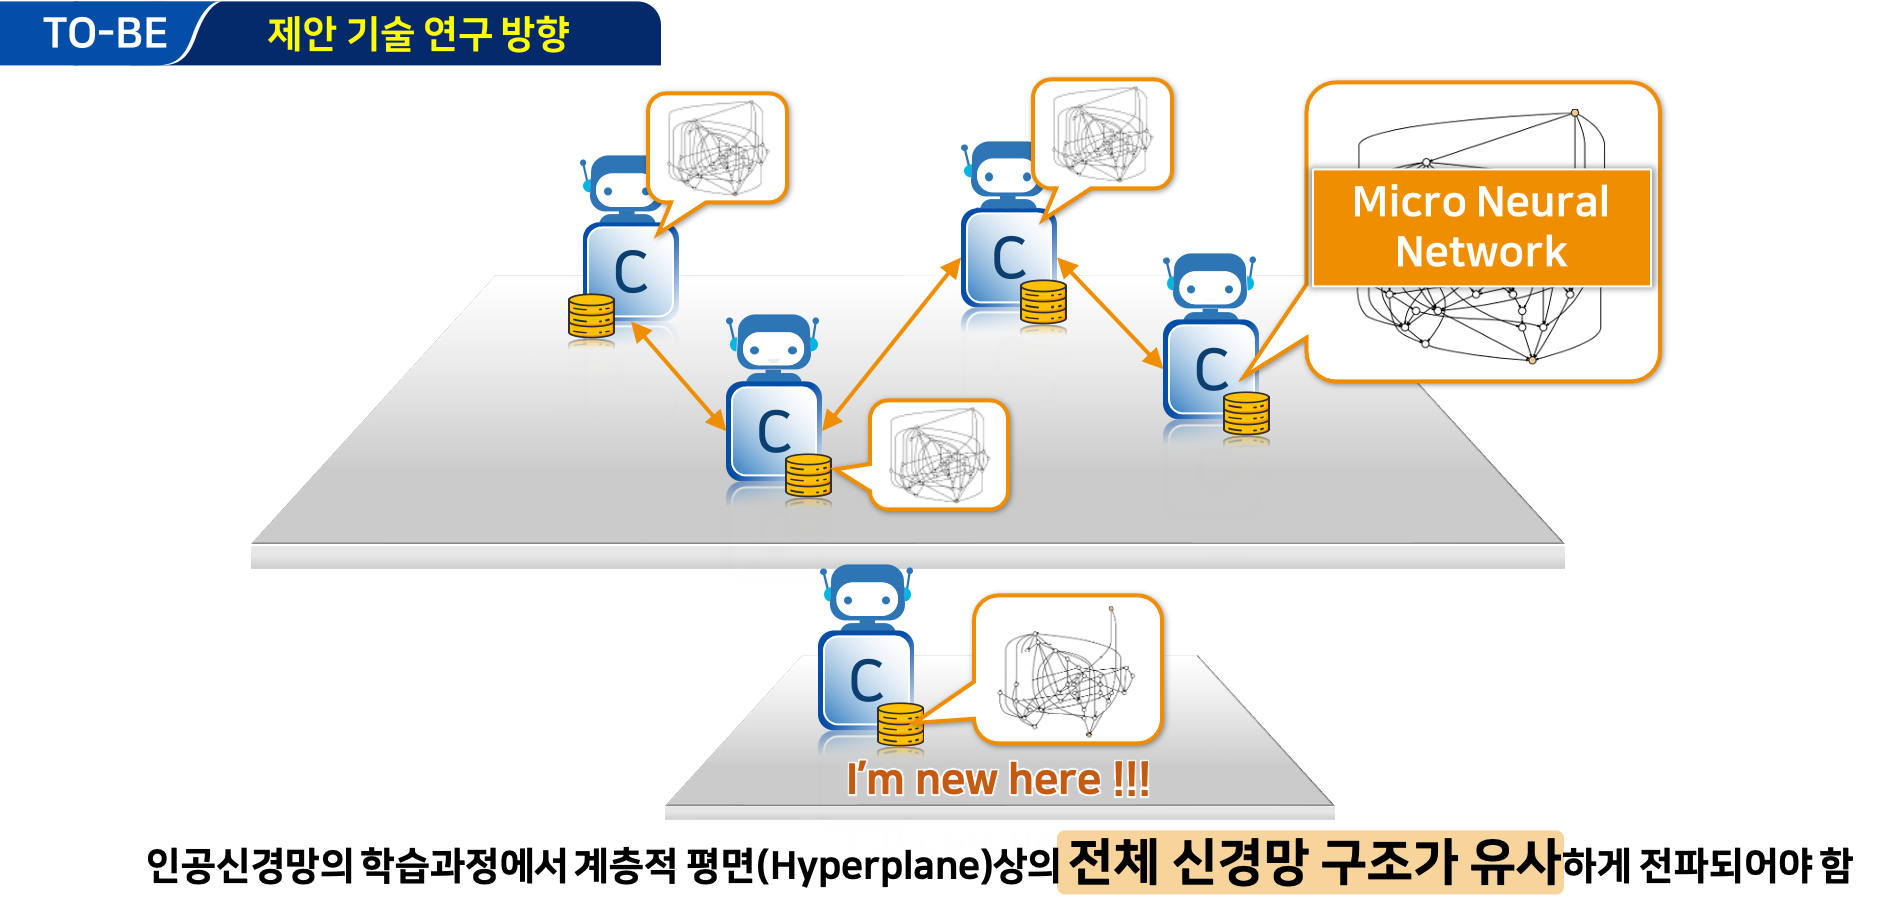 TO-BE
제안 기술 연구 방향
Micro Neural
Network
C
C
C
C
C
I'm new here !!!
인공신경망의 학습과정에서 계층적 평면(Hyperplane)상의 전체 신경망 구조가 유사하게 전파되어야 함